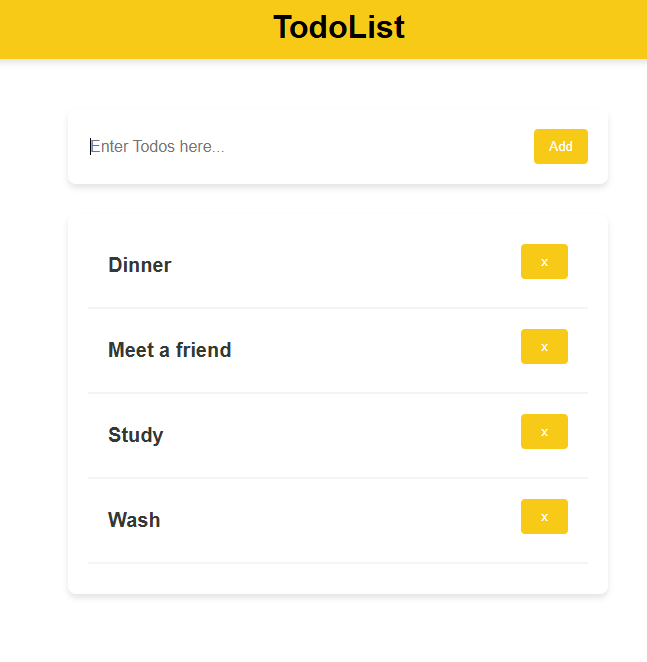 TodoList
Enter Todos here...
Add
Dinner
x
Meet a friend
x
Study
x
Wash
x